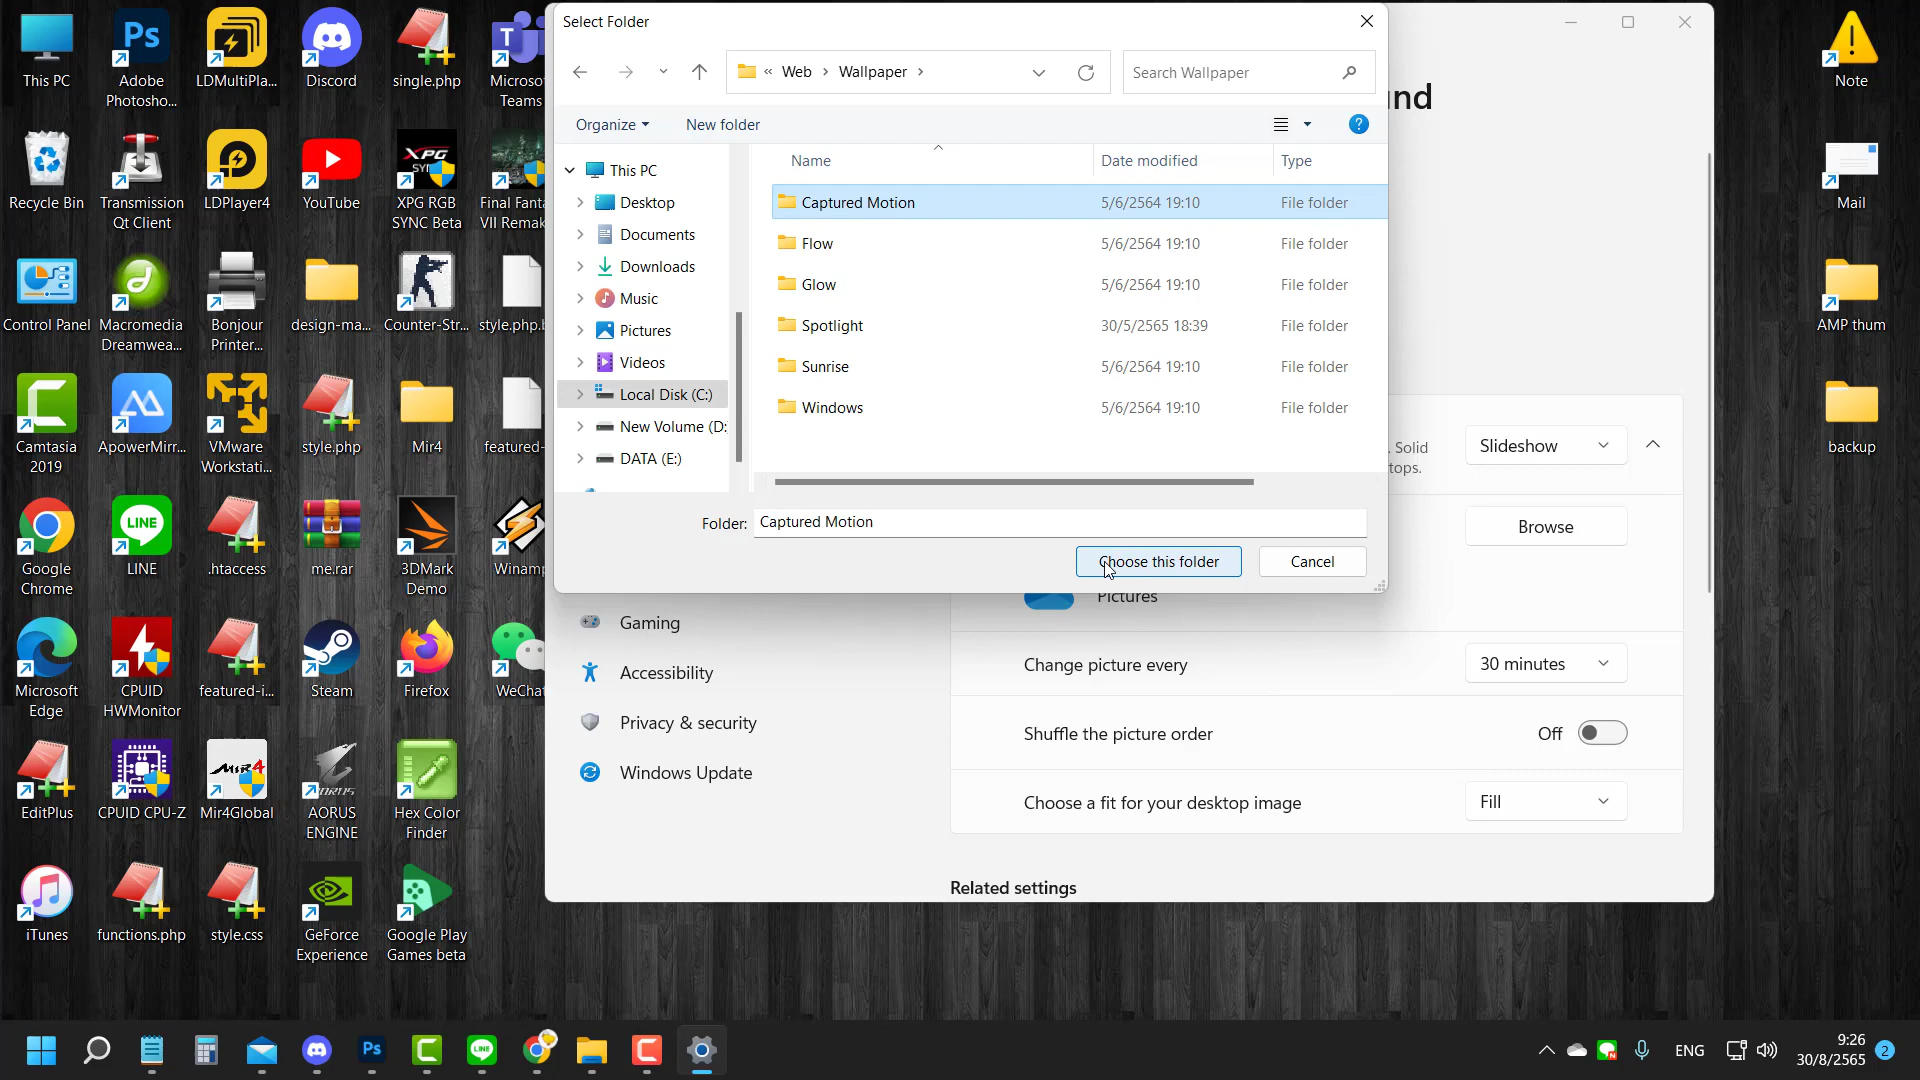 This PC
Adobe
Photosho...
LDMultiPla...
Discord
single.php
Microso
Teams
Recycle Bin
Transmission
Qt Client
LDPlayer4
YouTube
XPG RGB
SYNC Beta
Final Fanta
VII Remak
Control Panel
Macromedia
Dreamwea...
Bonjour
Printer...
design-ma...
Counter-Str...
style.php.b
Camtasia
2019
ApowerMirr...
VMware
Workstati...
style.php
Mir4
featured-
Google
Chrome
LINE
.htaccess
me.rar
3DMark
Demo
Winamp
Microsoft
Edge
CPUID
HWMonitor
featured-i...
Steam
Firefox
WeChat
EditPlus
CPUID CPU-Z
Mir4Global
AORUS
ENGINE
Hex Color
Finder
iTunes
functions.php
style.css
GeForce
Experience
Google Play
Games beta
Select Folder
« Web > Wallpaper >
Search Wallpaper
Organize
New folder
This PC
Desktop
Documents
Downloads
Music
Pictures
Videos
Local Disk (C:)
New Volume (D:
DATA (E:)
Name
Date modified
Type
Captured Motion 5/6/2564 19:10 File folder
Flow 5/6/2564 19:10 File folder
Glow 5/6/2564 19:10 File folder
Spotlight 30/5/2565 18:39 File folder
Sunrise 5/6/2564 19:10 File folder
Windows 5/6/2564 19:10 File folder
Folder: Captured Motion
Choose this folder
Cancel
nd
. Solid
tops.
Slideshow
Browse
Pictures
Gaming
Accessibility
Privacy & security
Windows Update
Change picture every
30 minutes
Shuffle the picture order
Off
Choose a fit for your desktop image
Fill
Related settings
Note
Mail
AMP thum
backup
ENG
9:26
30/8/2565
2